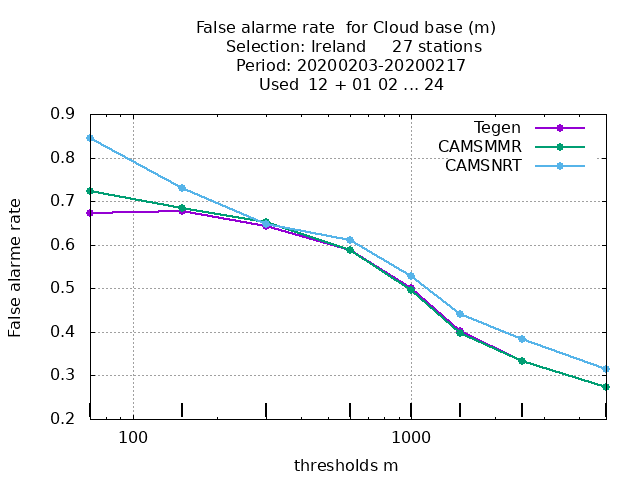 False alarme rate  for Cloud base (m)
Selection: Ireland     27 stations
Period: 20200203-20200217
Used  12 + 01 02 ... 24
Tegen
CAMSMMR
CAMSNRT
False alarme rate
0.9
0.8
0.7
0.6
0.5
0.4
0.3
0.2
100 1000
thresholds m